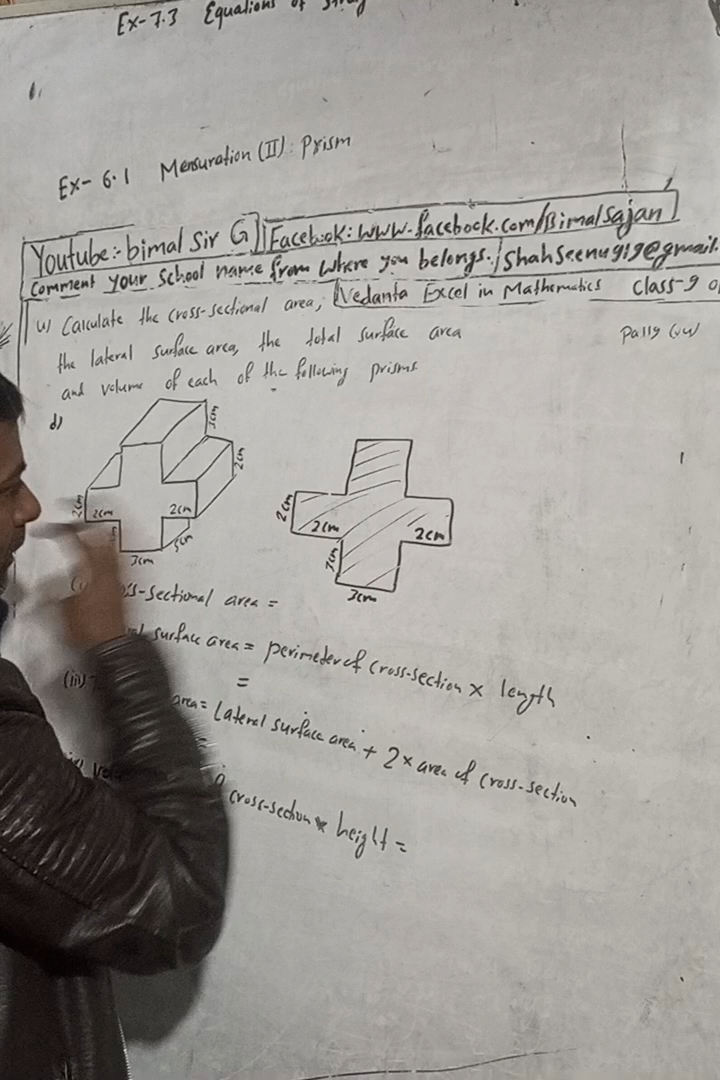 Ex-7.3 Equations of
Ex- 6.1 Mensuration (II): Prism
Youtube:- bimal Sir G Facebook: www.facebook.com/Bimalsajan
Comment your School name from where you belongs. / Shahseenu919@gmail.
4) Calculate the cross-sectional area, Vedanta Excel in Mathematics Class-9
the lateral surface area, the total surface area
and volume of each of the following prisms
d)
3cm
2cm
2cm
2cm
2cm
5cm
3cm
2cm
2cm
2cm
3cm
3cm
-sectional area =
surface area = perimeter of cross-section x length
(iii)
=
area = Lateral surface area + 2 x area of cross-section
cross-section x height =